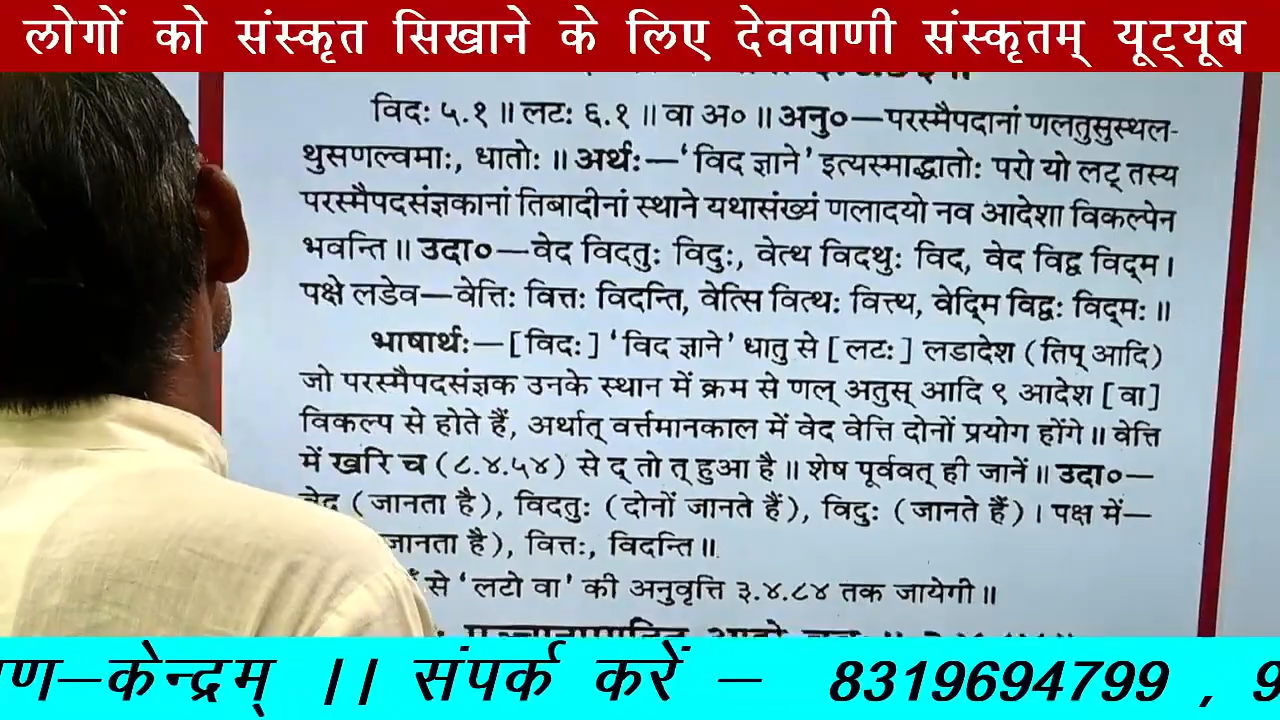 लोगों को संस्कृत सिखाने के लिए देववाणी संस्कृतम् यूट्यूब
विदः ५.१ ॥ लटः ६.१ ॥ वा अ० ॥ अनु०—परस्मैपदानां णलतुसुस्थल-
थुसणल्वमाः, धातोः ॥ अर्थः—‘विद ज्ञाने’ इत्यस्माद्धातोः परो यो लट् तस्य
परस्मैपदसंज्ञकानां तिबादीनां स्थाने यथासंख्यं णलादयो नव आदेशा विकल्पेन
भवन्ति ॥ उदा०—वेद विदतुः विदुः, वेत्थ विदथुः विद, वेद विद्व विद्म ।
पक्षे लडेव—वेत्तिः वित्तः विदन्ति, वेत्सि वित्थः वित्थ, वेद्मि विद्वः विद्मः ॥
भाषार्थः—[विदः] ‘विद ज्ञाने’ धातु से [लटः] लडादेश (तिप् आदि)
जो परस्मैपदसंज्ञक उनके स्थान में क्रम से णल् अतुस् आदि ९ आदेश [वा]
विकल्प से होते हैं, अर्थात् वर्त्तमानकाल में वेद वेत्ति दोनों प्रयोग होंगे ॥ वेत्ति
में खरि च (८.४.५४) से द् तो त् हुआ है ॥ शेष पूर्ववत् ही जानें ॥ उदा०—
वेद (जानता है), विदतुः (दोनों जानते हैं), विदुः (जानते हैं) । पक्ष में—
जानता है), वित्तः, विदन्ति ॥
से ‘लटो वा’ की अनुवृत्ति ३.४.८४ तक जायेगी ॥
ण–केन्द्रम् || संपर्क करें – 8319694799 , 9